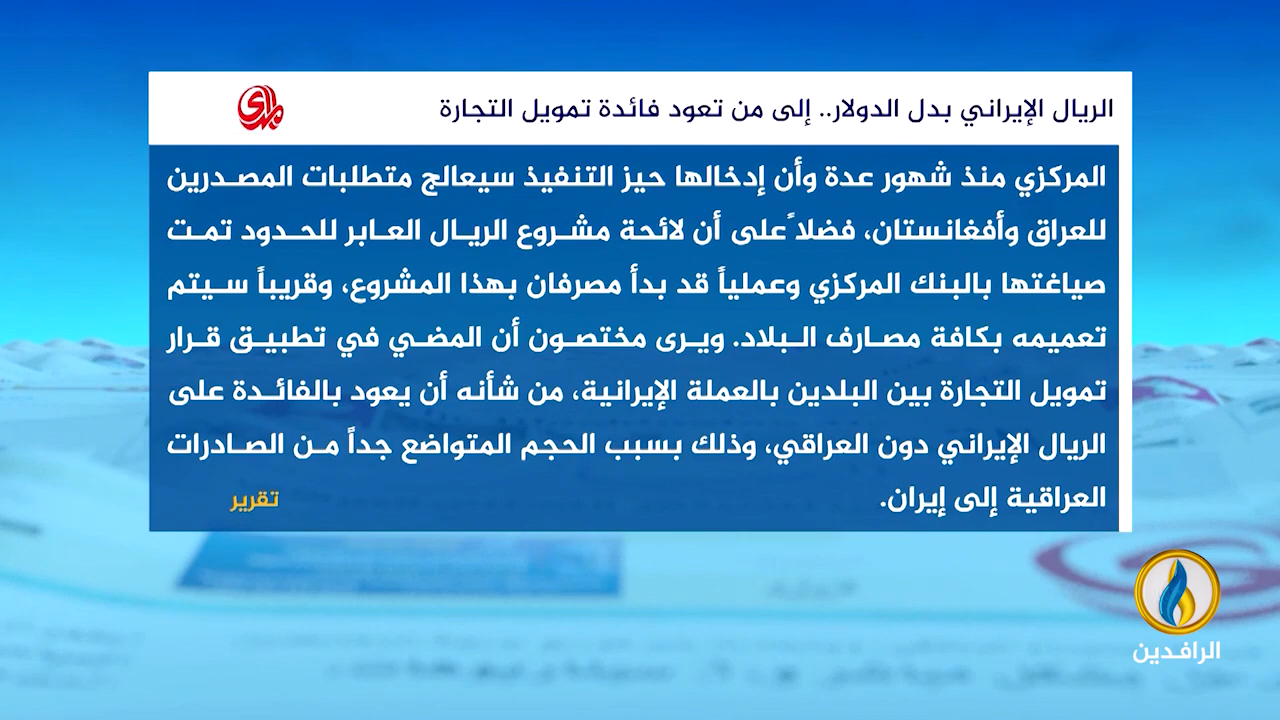 الريال الإيراني بدل الدولار.. إلى من تعود فائدة تمويل التجارة
المدى
المركزي منذ شهور عدة وأن إدخالها حيز التنفيذ سيعالج متطلبات المصدرين
للعراق وأفغانستان، فضلاً على أن لائحة مشروع الريال العابر للحدود تمت
صياغتها بالبنك المركزي وعملياً قد بدأ مصرفان بهذا المشروع، وقريباً سيتم
تعميمه بكافة مصارف البلاد. ويرى مختصون أن المضي في تطبيق قرار
تمويل التجارة بين البلدين بالعملة الإيرانية، من شأنه أن يعود بالفائدة على
الريال الإيراني دون العراقي، وذلك بسبب الحجم المتواضع جداً من الصادرات
العراقية إلى إيران.
تقرير
الرافدين